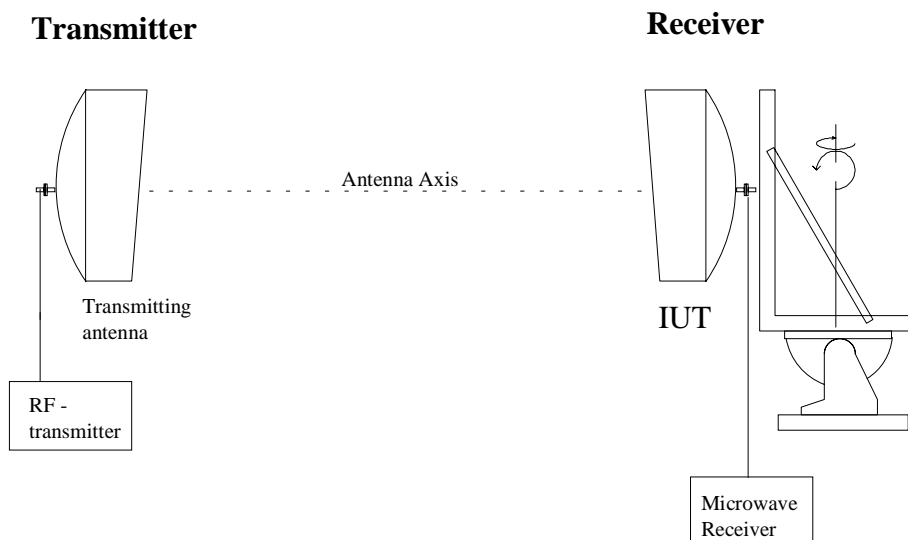 Transmitter
Receiver
Antenna Axis
Transmitting
antenna
IUT
RF -
transmitter
Microwave
Receiver